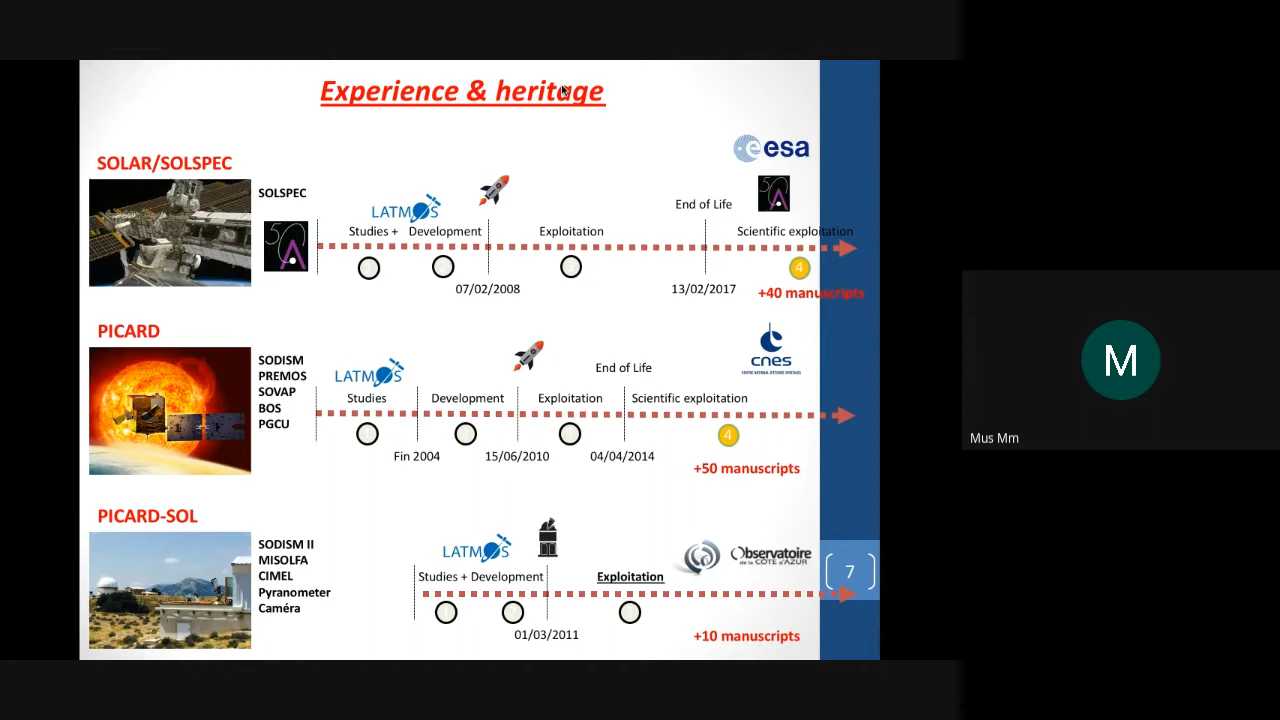 Experience & heritage
esa
SOLAR/SOLSPEC
SOLSPEC
LATMOS
End of Life
Studies + Development
Exploitation
Scientific exploitation
4
07/02/2008
13/02/2017
+40 manuscripts
PICARD
cnes
SODISM
PREMOS
SOVAP
BOS
PGCU
LATMOS
End of Life
Studies
Development
Exploitation
Scientific exploitation
4
Fin 2004
15/06/2010
04/04/2014
+50 manuscripts
PICARD-SOL
SODISM II
MISOLFA
CIMEL
Pyranometer
Caméra
LATMOS
Observatoire
de la CÔTE d'AZUR
Studies + Development
Exploitation
7
01/03/2011
+10 manuscripts
M
Mus Mm